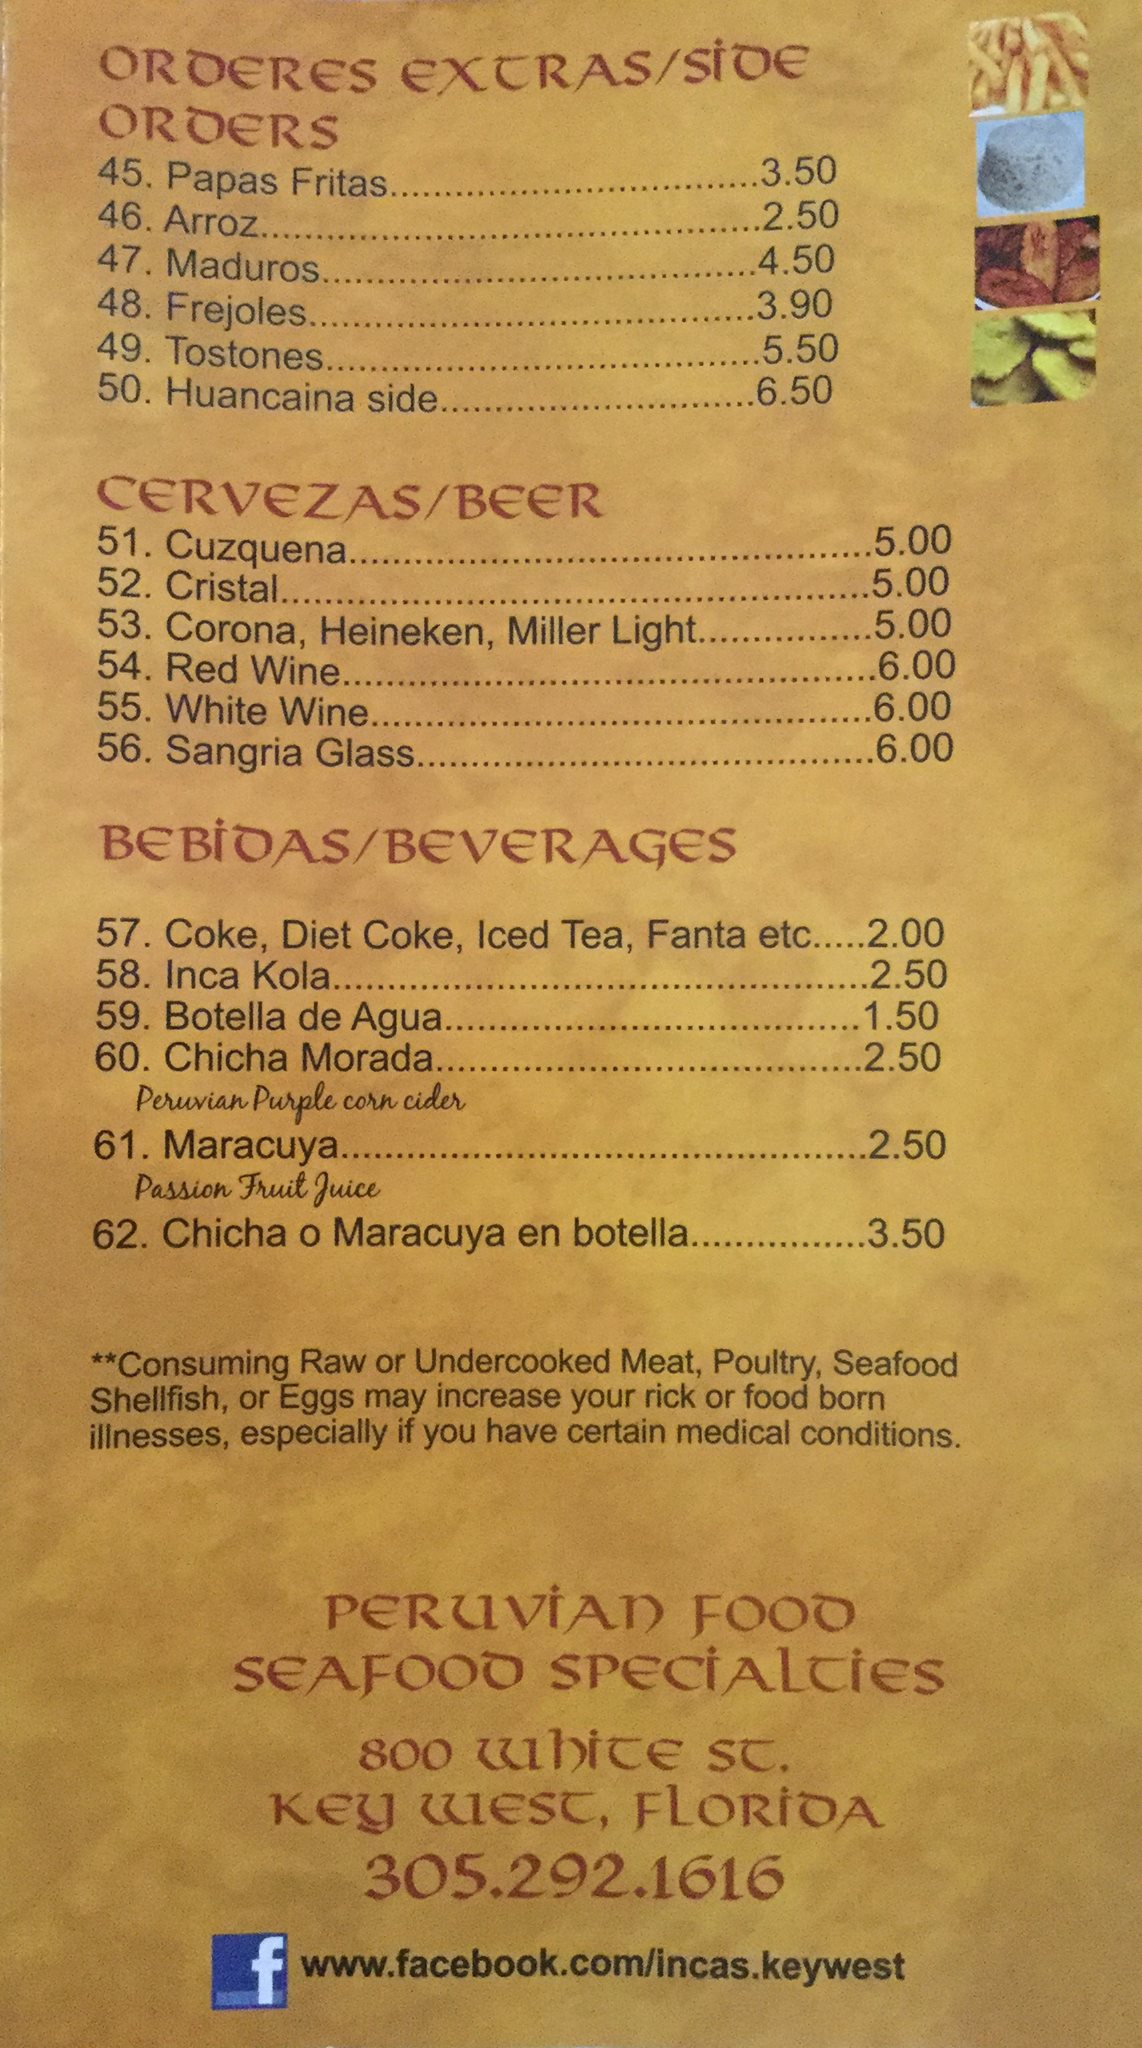 ORDERES EXTRAS/SIDE
ORDERS
45. Papas Fritas..................................3.50
46. Arroz..............................................2.50
47. Maduros........................................4.50
48. Frejoles.........................................3.90
49. Tostones........................................5.50
50. Huancaina side.............................6.50
CERVEZAS/BEER
51. Cuzquena................................................5.00
52. Cristal......................................................5.00
53. Corona, Heineken, Miller Light................5.00
54. Red Wine.................................................6.00
55. White Wine..............................................6.00
56. Sangria Glass..........................................6.00
BEBIDAS/BEVERAGES
57. Coke, Diet Coke, Iced Tea, Fanta etc.....2.00
58. Inca Kola.................................................2.50
59. Botella de Agua......................................1.50
60. Chicha Morada.......................................2.50
Peruvian Purple corn cider
61. Maracuya................................................2.50
Passion Fruit Juice
62. Chicha o Maracuya en botella................3.50
**Consuming Raw or Undercooked Meat, Poultry, Seafood
Shellfish, or Eggs may increase your rick or food born
illnesses, especially if you have certain medical conditions.
PERUVIAN FOOD
SEAFOOD SPECIALTIES
800 WHITE ST.
KEY WEST, FLORIDA
305.292.1616
f www.facebook.com/incas.keywest